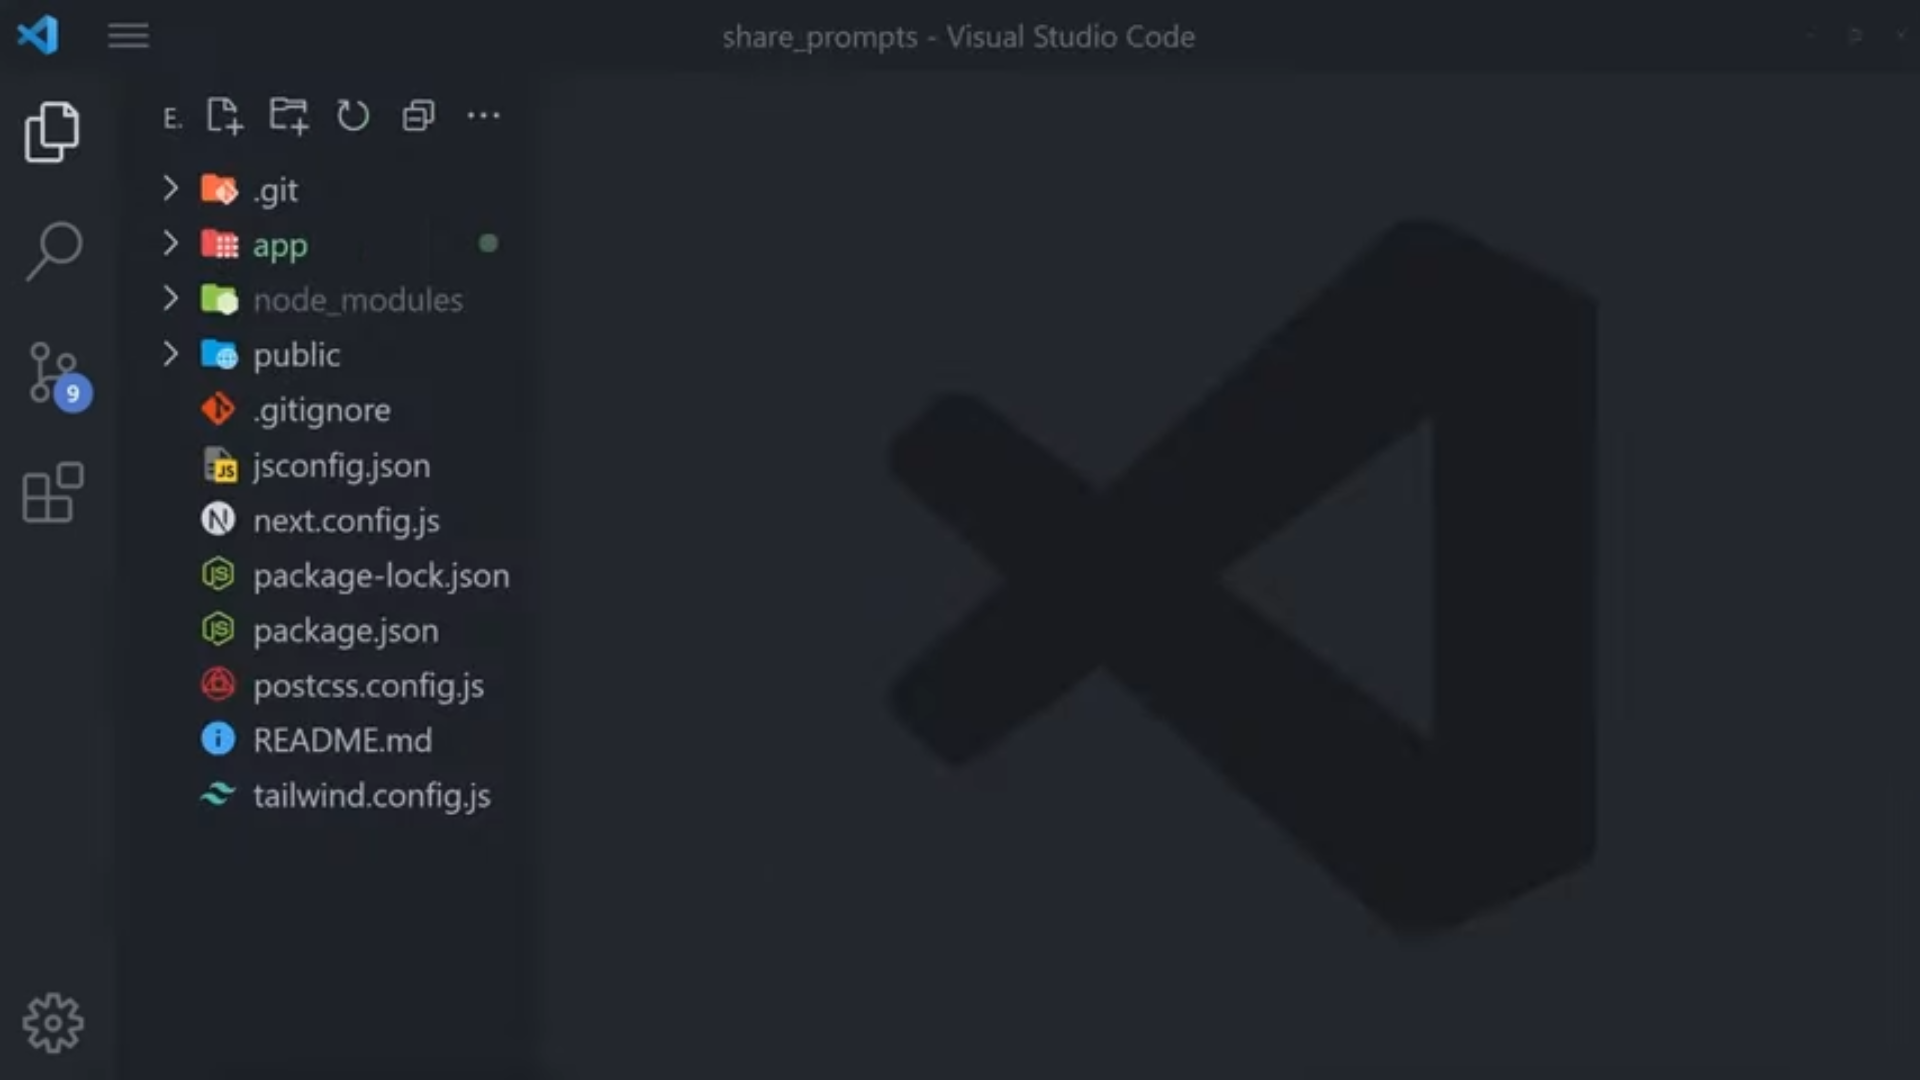 share_prompts - Visual Studio Code
E.
.git
app
node_modules
public
.gitignore
jsconfig.json
next.config.js
package-lock.json
package.json
postcss.config.js
README.md
tailwind.config.js
9